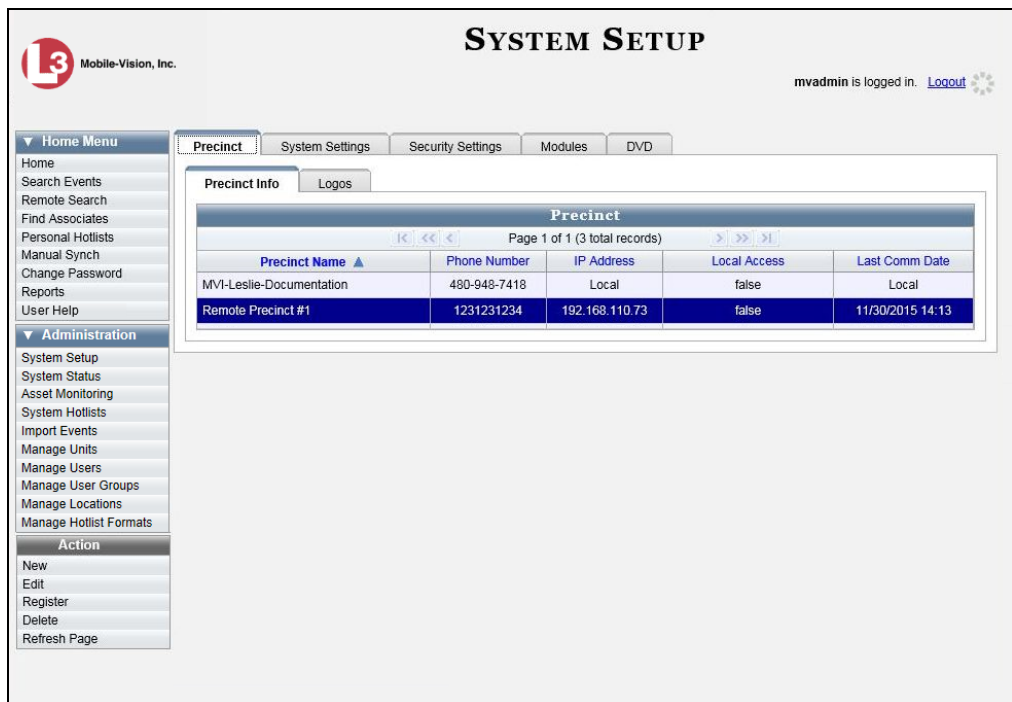 L3
Mobile-Vision, Inc.
SYSTEM SETUP
mvadmin is logged in. Logout
▼ Home Menu
Home
Search Events
Remote Search
Find Associates
Personal Hotlists
Manual Synch
Change Password
Reports
User Help
▼ Administration
System Setup
System Status
Asset Monitoring
System Hotlists
Import Events
Manage Units
Manage Users
Manage User Groups
Manage Locations
Manage Hotlist Formats
Action
New
Edit
Register
Delete
Refresh Page
Precinct System Settings Security Settings Modules DVD
Precinct Info Logos
Precinct
|< << < Page 1 of 1 (3 total records) > >> >|
Precinct Name ▲ Phone Number IP Address Local Access Last Comm Date
MVI-Leslie-Documentation 480-948-7418 Local false Local
Remote Precinct #1 1231231234 192.168.110.73 false 11/30/2015 14:13